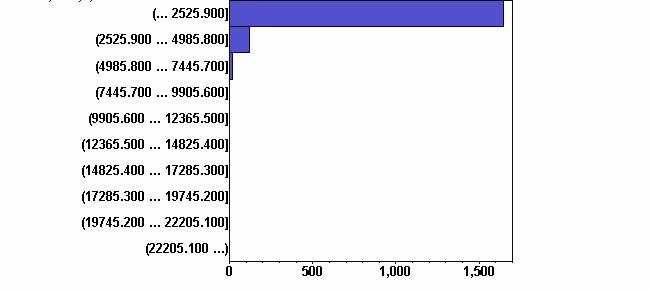 (... 2525.900]
(2525.900 ... 4985.800]
(4985.800 ... 7445.700]
(7445.700 ... 9905.600]
(9905.600 ... 12365.500]
(12365.500 ... 14825.400]
(14825.400 ... 17285.300]
(17285.300 ... 19745.200]
(19745.200 ... 22205.100]
(22205.100 ...)
0 500 1,000 1,500